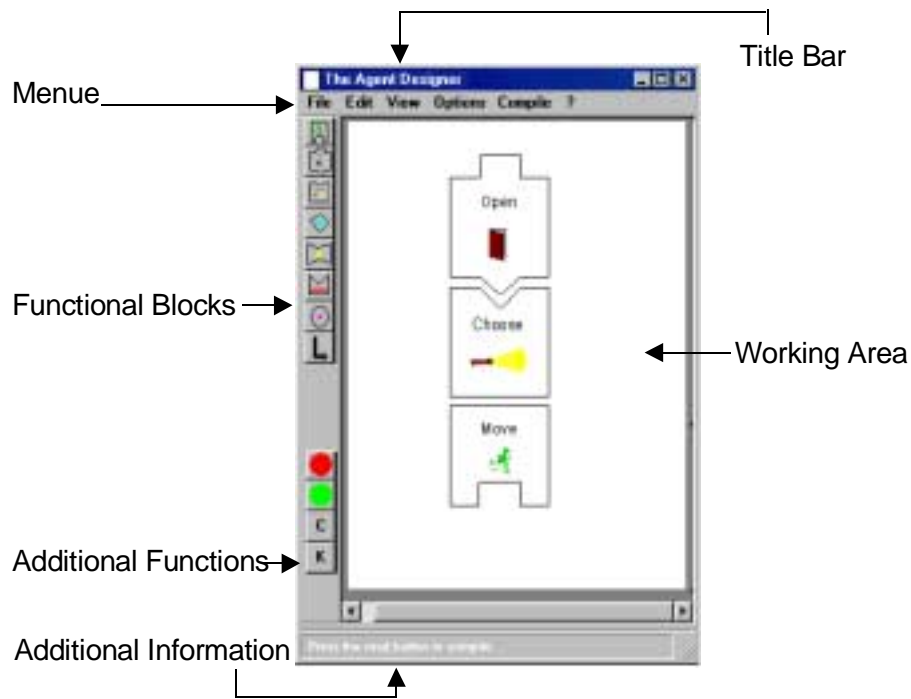 Title Bar
The Agent Designer
Menue
File Edit View Options Compile ?
Open
Functional Blocks
Choose
Working Area
L
Move
C
K
Additional Functions
Additional Information
Press the next button to compile...